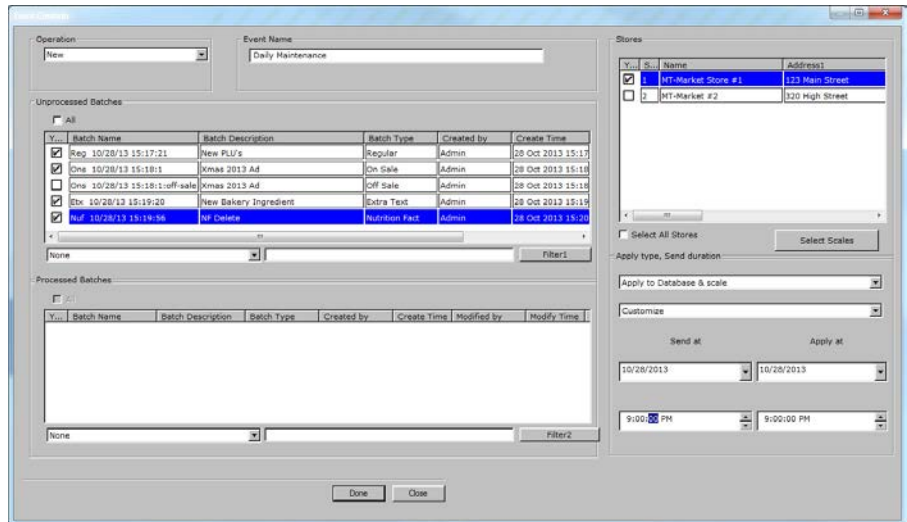 Operation
New
Event Name
Daily Maintenance
Unprocessed Batches
All
Y... Batch Name Batch Description Batch Type Created by Create Time
Reg 10/28/13 15:17:21 New PLU's Regular Admin 28 Oct 2013 15:17
Ons 10/28/13 15:18:1 Xmas 2013 Ad On Sale Admin 28 Oct 2013 15:18
Ons 10/28/13 15:18:1:off-sale Xmas 2013 Ad Off Sale Admin 28 Oct 2013 15:18
Etx 10/28/13 15:19:20 New Bakery Ingredient Extra Text Admin 28 Oct 2013 15:19
Nuf 10/28/13 15:19:56 NF Delete Nutrition Fact Admin 28 Oct 2013 15:20
None Filter1
Processed Batches
All
Y... Batch Name Batch Description Batch Type Created by Create Time Modified by Modify Time
None Filter2
Done Close
Stores
Y... S... Name Address1
1 MT-Market Store #1 123 Main Street
2 MT-Market #2 320 High Street
Select All Stores Select Scales
Apply type, Send duration
Apply to Database & scale
Customize
Send at Apply at
10/28/2013 10/28/2013
9:00:00 PM 9:00:00 PM